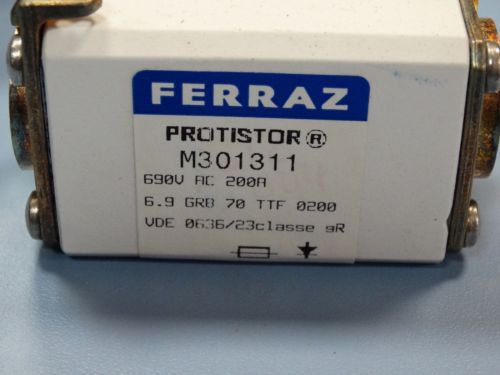 FERRAZ
PROTISTOR®
M301311
690V AC 200A
6.9 GRB 70 TTF 0200
VDE 0636/23classe gR